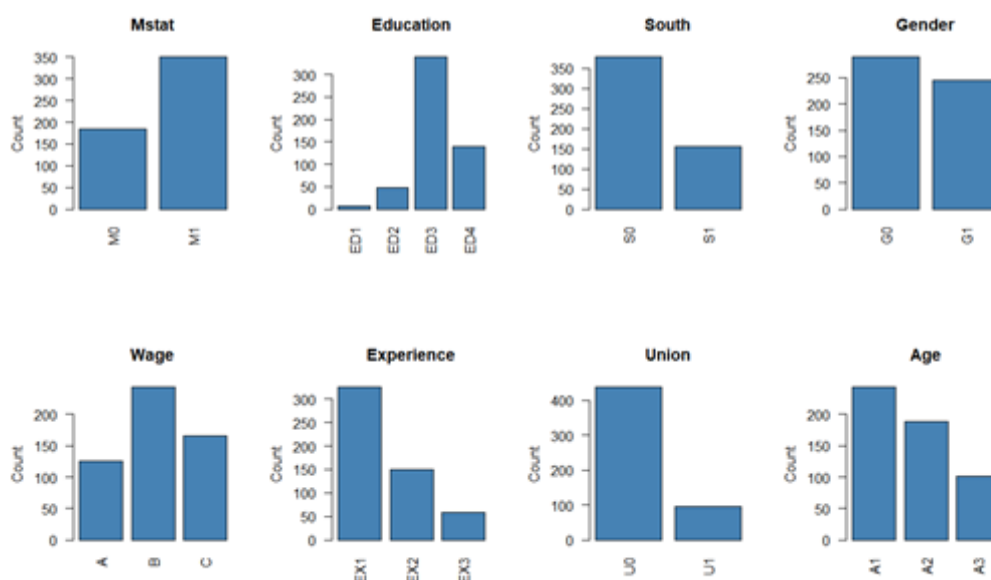 Mstat
Count
350
300
250
200
150
100
50
0
M0
M1
Education
Count
300
250
200
150
100
50
0
ED1
ED2
ED3
ED4
South
Count
350
300
250
200
150
100
50
0
S0
S1
Gender
Count
250
200
150
100
50
0
G0
G1
Wage
Count
200
150
100
50
0
A
B
C
Experience
Count
300
250
200
150
100
50
0
EX1
EX2
EX3
Union
Count
400
300
200
100
0
U0
U1
Age
Count
200
150
100
50
0
A1
A2
A3